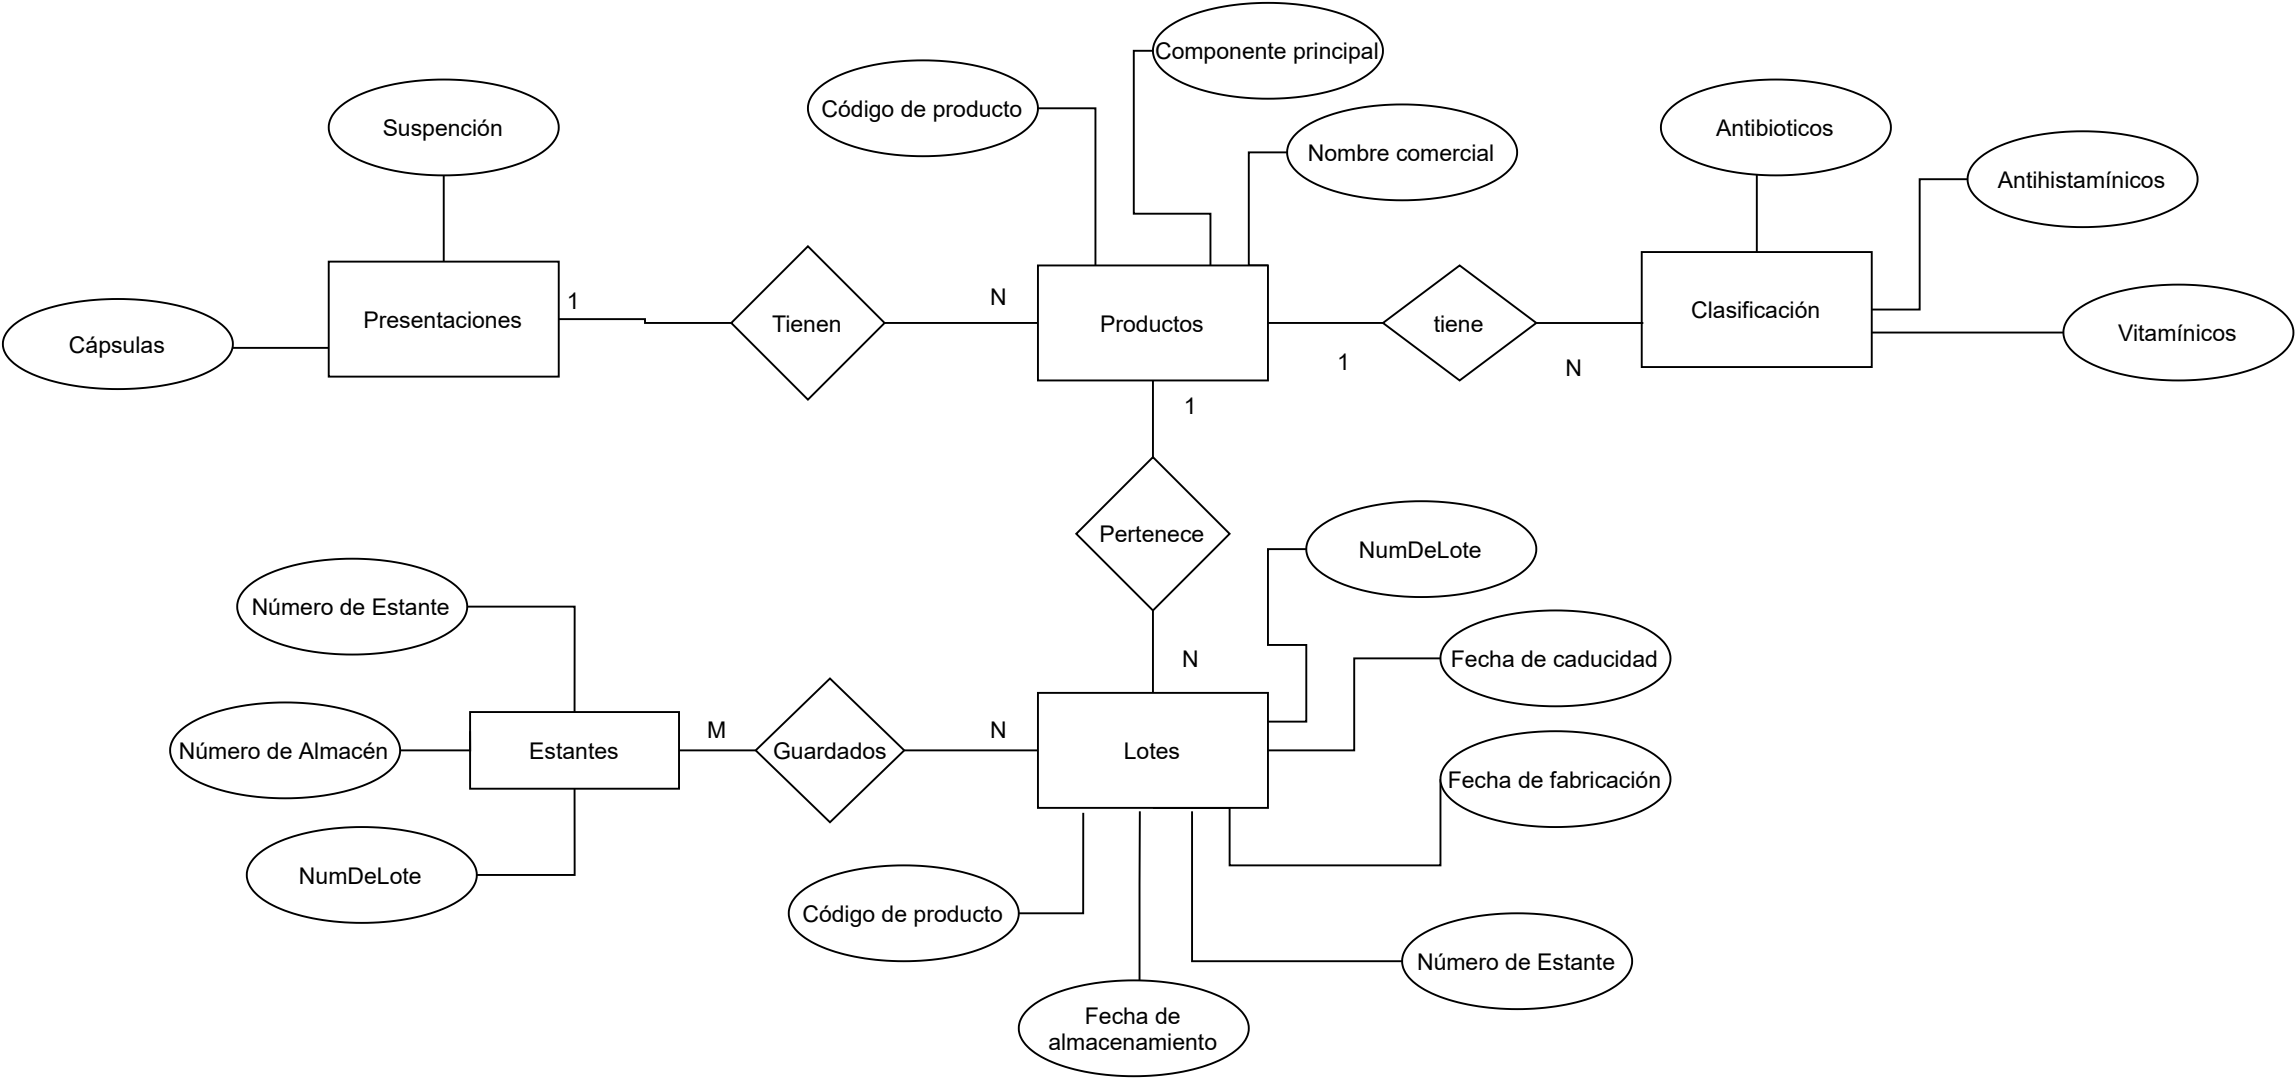 Componente principal
Código de producto
Suspención
Antibioticos
Nombre comercial
Antihistamínicos
1
N
Presentaciones
Tienen
Productos
tiene
Clasificación
Vitamínicos
Cápsulas
1
N
1
Pertenece
NumDeLote
Número de Estante
N
Fecha de caducidad
M
N
Número de Almacén
Estantes
Guardados
Lotes
Fecha de fabricación
NumDeLote
Código de producto
Número de Estante
Fecha de
almacenamiento